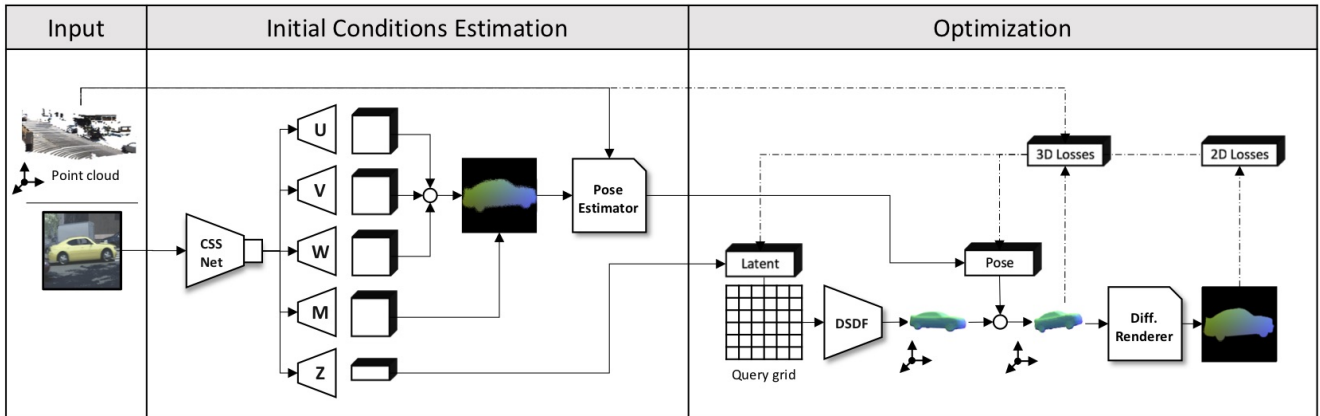 Input
Initial Conditions Estimation
Optimization
Point cloud
CSS
Net
U
V
W
M
Z
Pose
Estimator
3D Losses
2D Losses
Latent
Pose
Query grid
DSDF
Diff.
Renderer